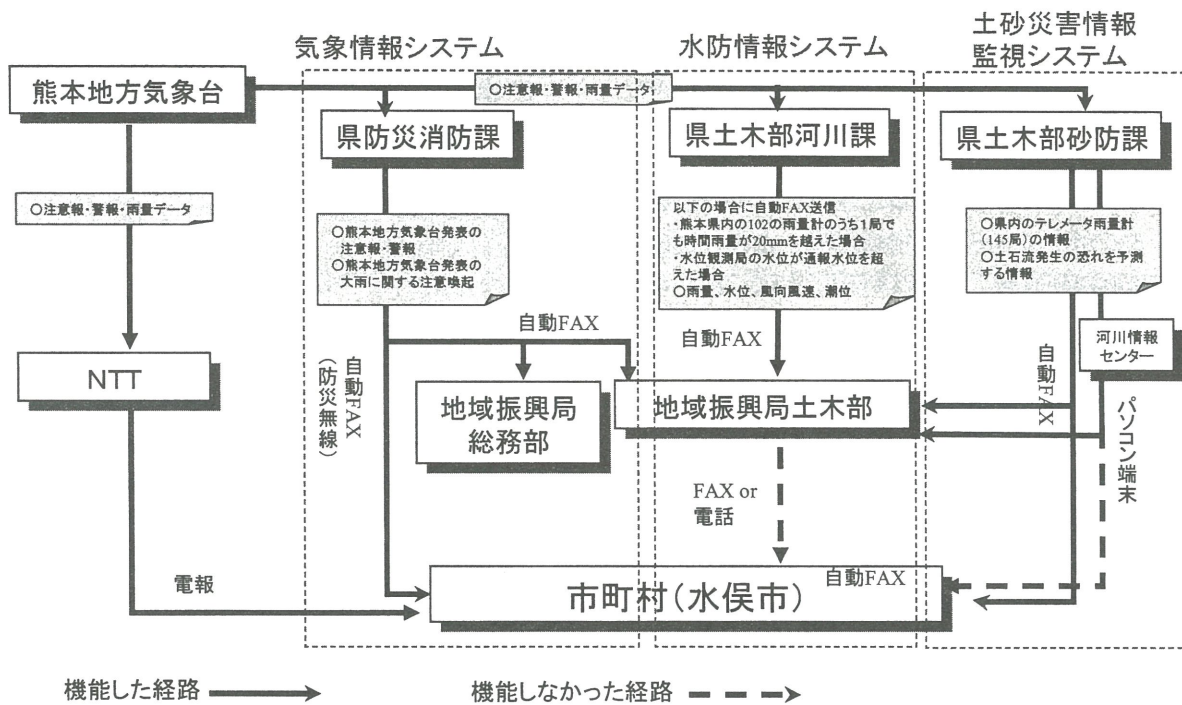 気象情報システム
水防情報システム
土砂災害情報
監視システム
熊本地方気象台
○注意報・警報・雨量データ
県防災消防課
県土木部河川課
県土木部砂防課
○注意報・警報・雨量データ
○熊本地方気象台発表の
注意報・警報
○熊本地方気象台発表の
大雨に関する注意喚起
以下の場合に自動FAX送信
・熊本県内の102の雨量計のうち1局で
も時間雨量が20mmを越えた場合
・水位観測局の水位が通報水位を超
えた場合
○雨量、水位、風向風速、潮位
○県内のテレメータ雨量計
(145局)の情報
○土石流発生の恐れを予測
する情報
自動FAX
自動FAX
河川情報
センター
NTT
自動FAX
(防災無線)
地域振興局
総務部
地域振興局土木部
自動FAX
パソコン端末
FAX or
電話
電報
市町村(水俣市)
自動FAX
機能した経路
機能しなかった経路